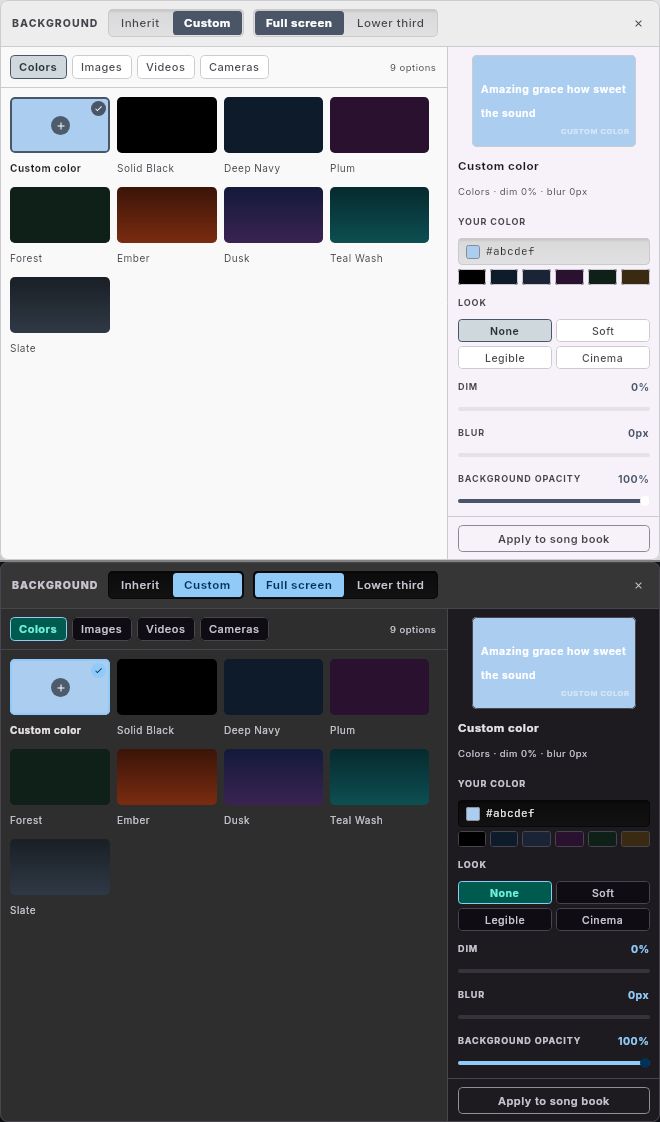 BACKGROUND Inherit Custom Full screen Lower third ×
Colors Images Videos Cameras 9 options
Custom color Solid Black Deep Navy Plum
Forest Ember Dusk Teal Wash
Slate
Amazing grace how sweet
the sound
CUSTOM COLOR
Custom color
Colors · dim 0% · blur 0px
YOUR COLOR
#abcdef
LOOK
None Soft
Legible Cinema
DIM 0%
BLUR 0px
BACKGROUND OPACITY 100%
Apply to song book
BACKGROUND Inherit Custom Full screen Lower third ×
Colors Images Videos Cameras 9 options
Custom color Solid Black Deep Navy Plum
Forest Ember Dusk Teal Wash
Slate
Amazing grace how sweet
the sound
CUSTOM COLOR
Custom color
Colors · dim 0% · blur 0px
YOUR COLOR
#abcdef
LOOK
None Soft
Legible Cinema
DIM 0%
BLUR 0px
BACKGROUND OPACITY 100%
Apply to song book